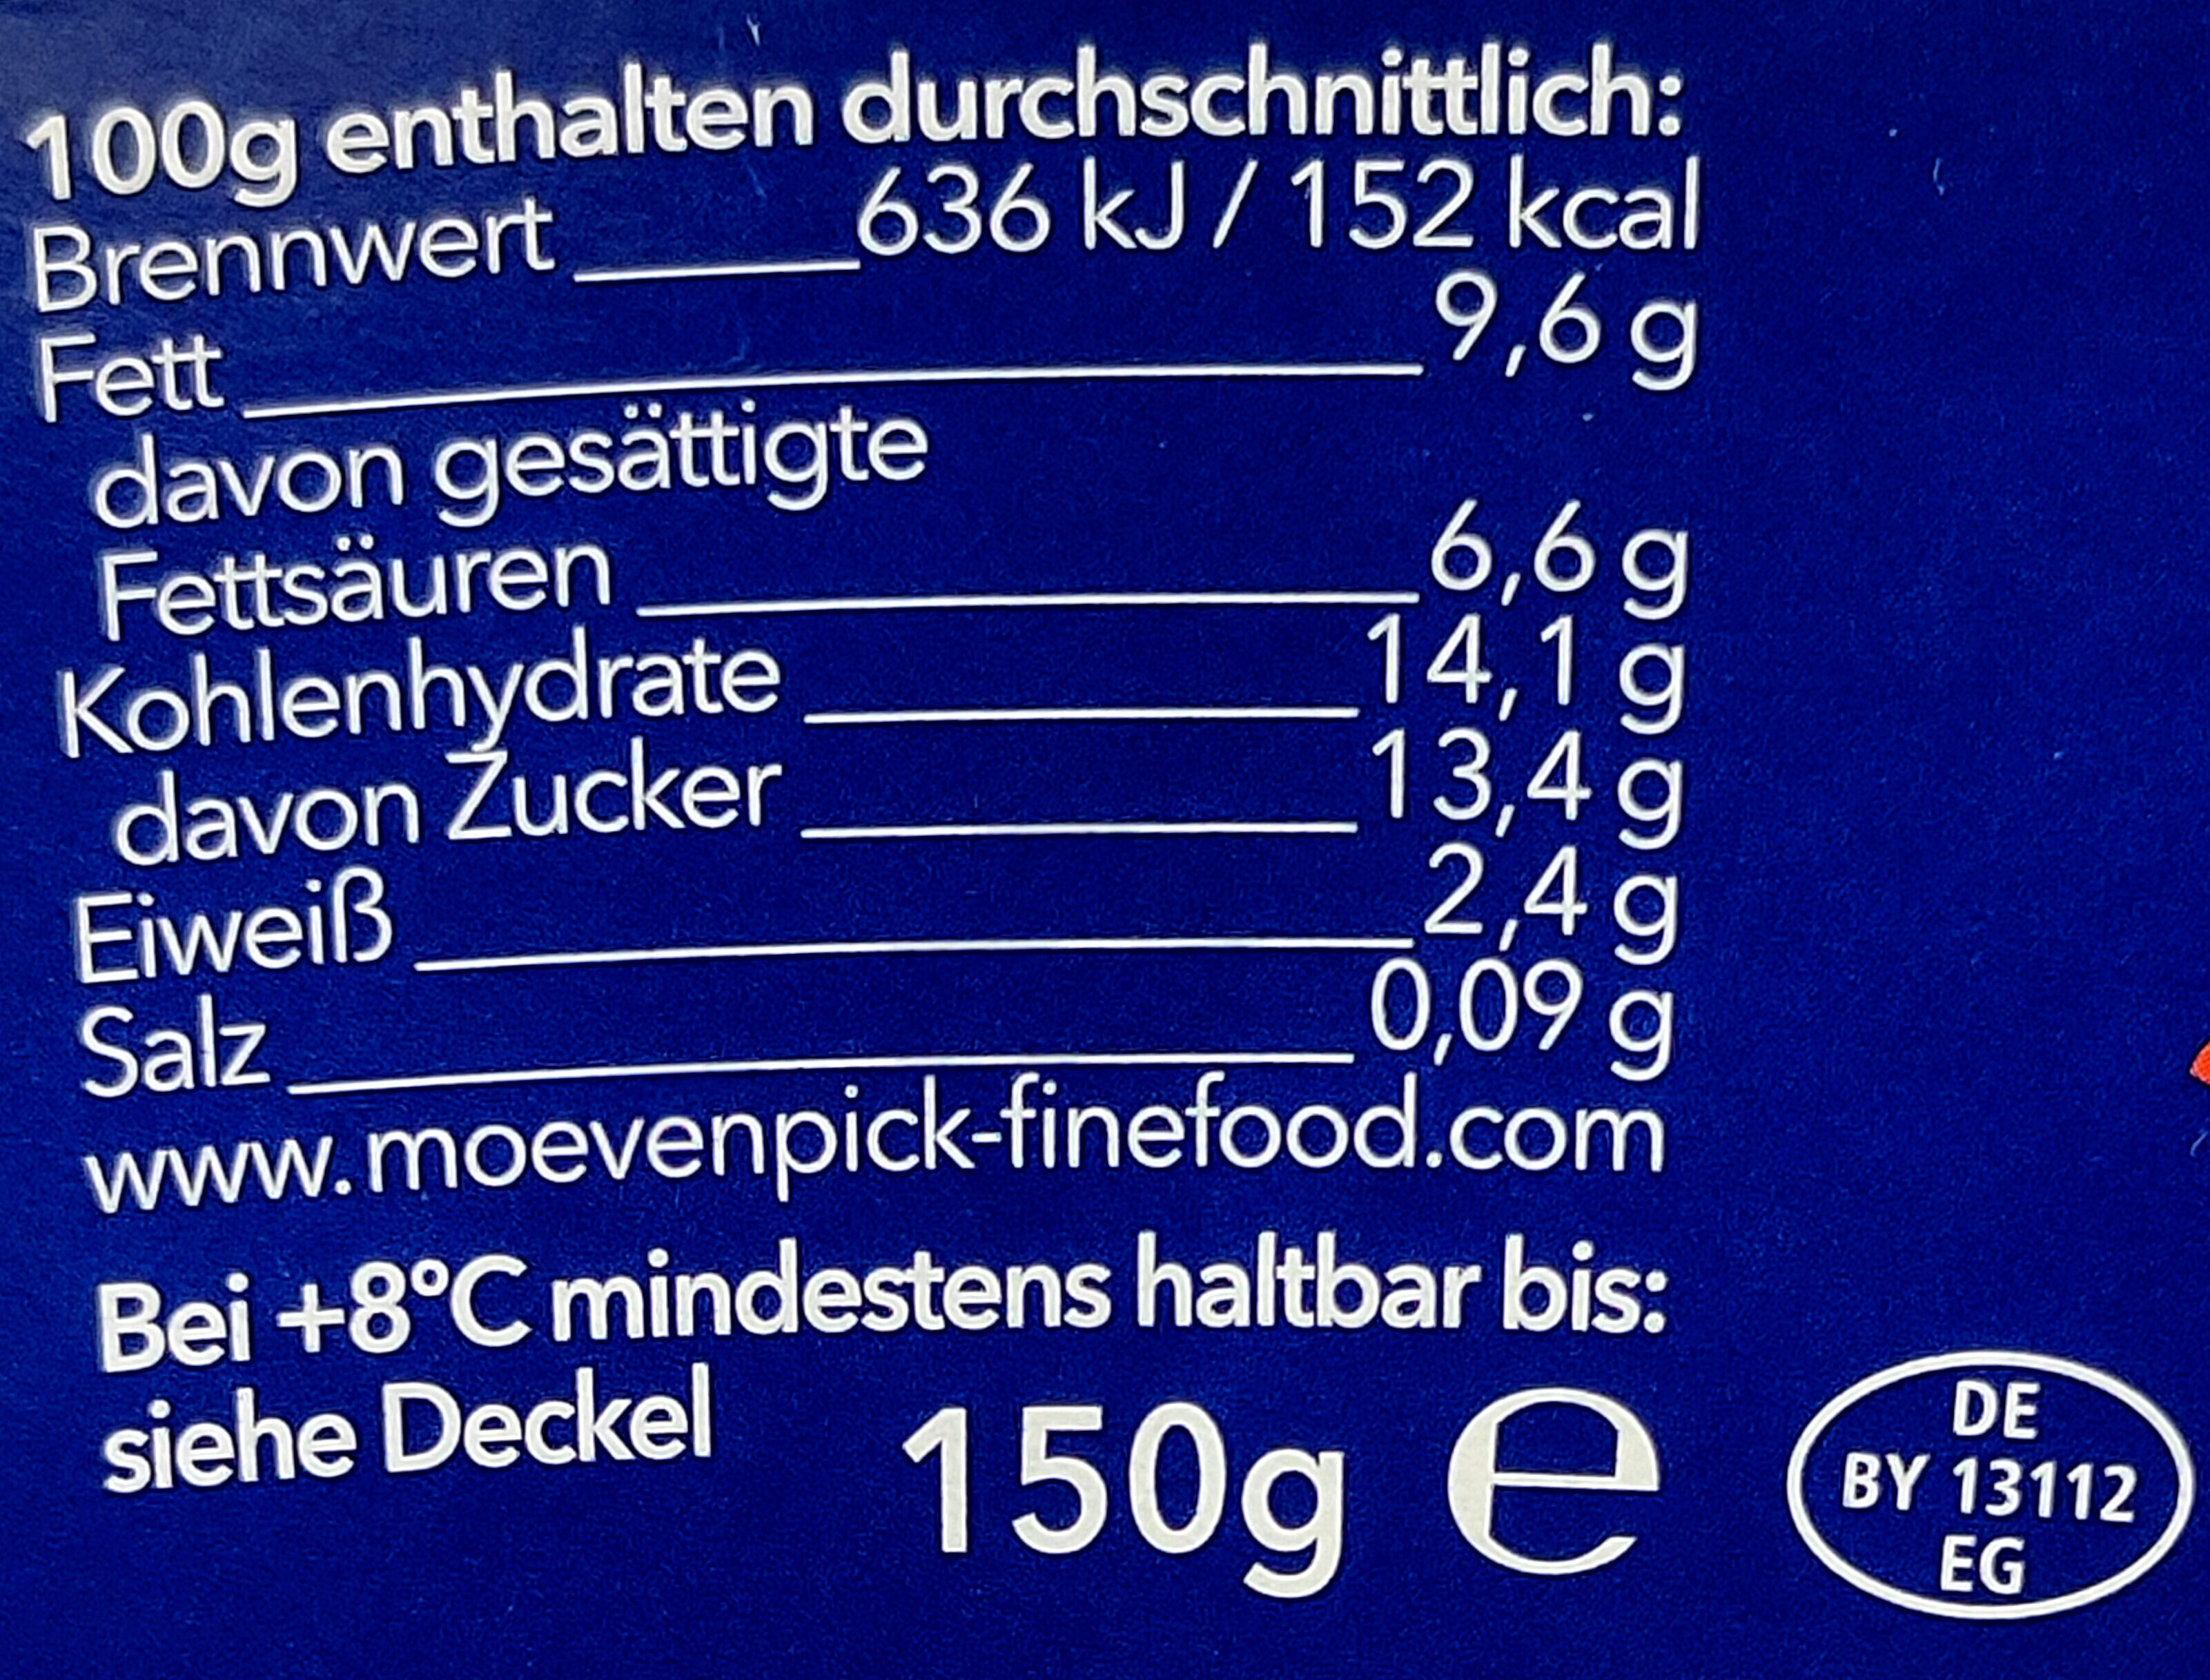 100g enthalten durchschnittlich:
Brennwert 636 kJ / 152 kcal
Fett 9,6 g
davon gesättigte
Fettsäuren 6,6 g
Kohlenhydrate 14,1 g
davon Zucker 13,4 g
Eiweiß 2,4 g
Salz 0,09 g
www.moevenpick-finefood.com
Bei +8°C mindestens haltbar bis:
siehe Deckel
150g e
DE
BY 13112
EG